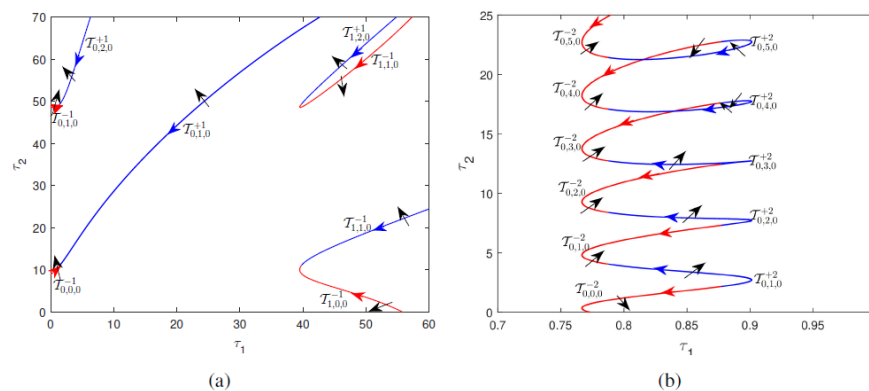 70
60
50
40
30
20
10
0
τ₂
0 10 20 30 40 50 60
τ₁
𝒯⁺¹₀,₂,₀
𝒯⁻¹₀,₁,₀
𝒯⁺¹₀,₁,₀
𝒯⁺¹₁,₂,₀
𝒯⁻¹₁,₁,₀
𝒯⁻¹₁,₁,₀
𝒯⁻¹₀,₀,₀
𝒯⁻¹₁,₀,₀
(a)
25
20
15
10
5
0
τ₂
0.7 0.75 0.8 0.85 0.9 0.95
τ₁
𝒯⁻²₀,₅,₀
𝒯⁺²₀,₅,₀
𝒯⁻²₀,₄,₀
𝒯⁺²₀,₄,₀
𝒯⁻²₀,₃,₀
𝒯⁺²₀,₃,₀
𝒯⁻²₀,₂,₀
𝒯⁺²₀,₂,₀
𝒯⁻²₀,₁,₀
𝒯⁺²₀,₁,₀
𝒯⁻²₀,₀,₀
(b)